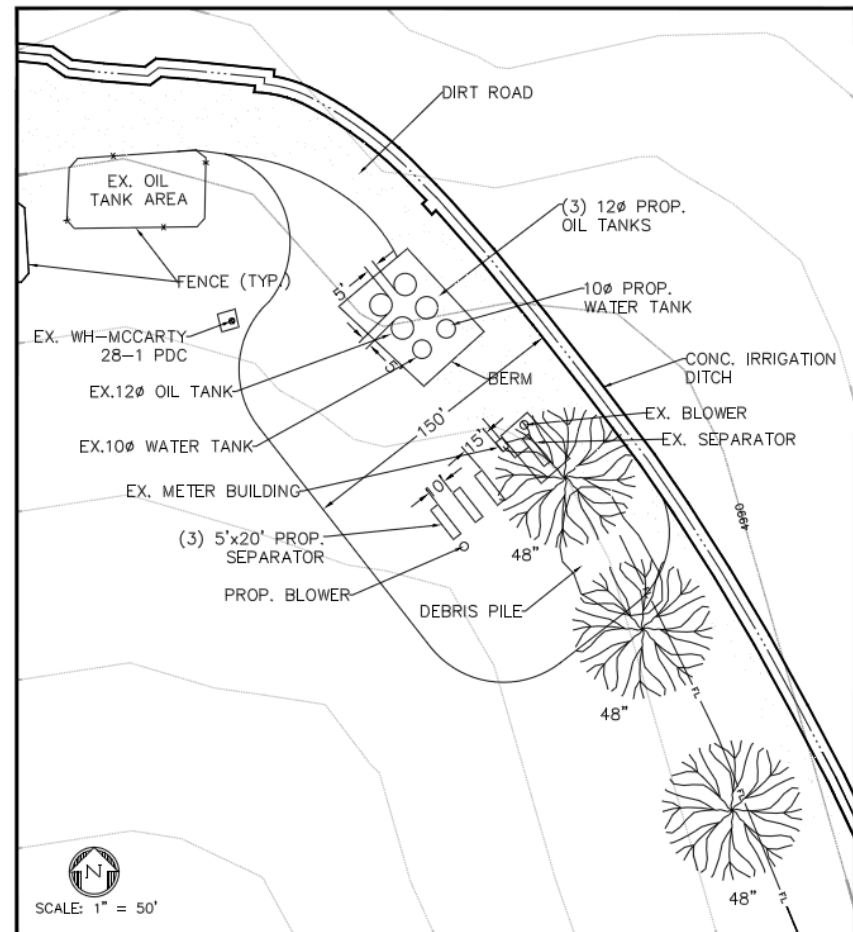 DIRT ROAD
EX. OIL
TANK AREA
(3) 12ø PROP.
OIL TANKS
FENCE (TYP.)
5'
10ø PROP.
WATER TANK
EX. WH-MCCARTY
28-1 PDC
CONC. IRRIGATION
DITCH
5'
BERM
EX.12ø OIL TANK
EX. BLOWER
150'
EX. SEPARATOR
EX.10ø WATER TANK
15'
EX. METER BUILDING
10'
4990
(3) 5'x20' PROP.
SEPARATOR
48"
PROP. BLOWER
DEBRIS PILE
FL
48"
FL
48"
FL
N
SCALE: 1" = 50'